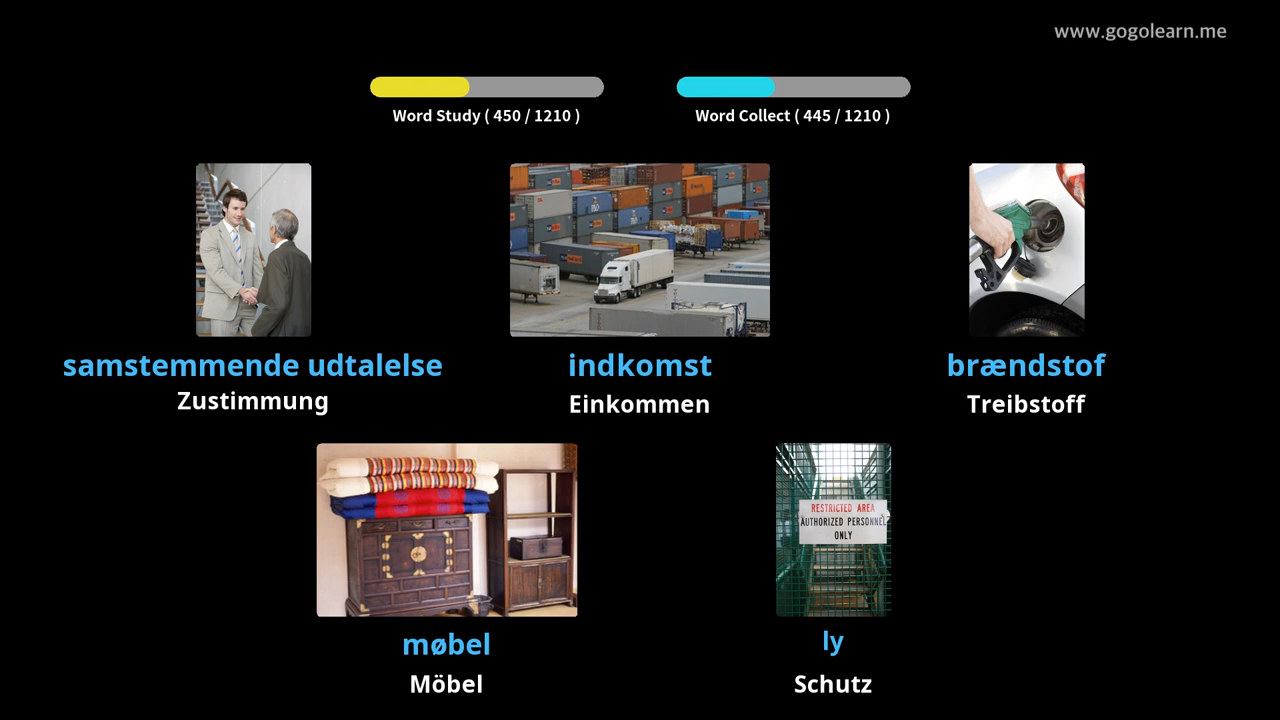 www.gogolearn.me
Word Study ( 450 / 1210 )
Word Collect ( 445 / 1210 )
samstemmende udtalelse
Zustimmung
indkomst
Einkommen
brændstof
Treibstoff
RESTRICTED AREA
AUTHORIZED PERSONNEL
ONLY
møbel
Möbel
ly
Schutz